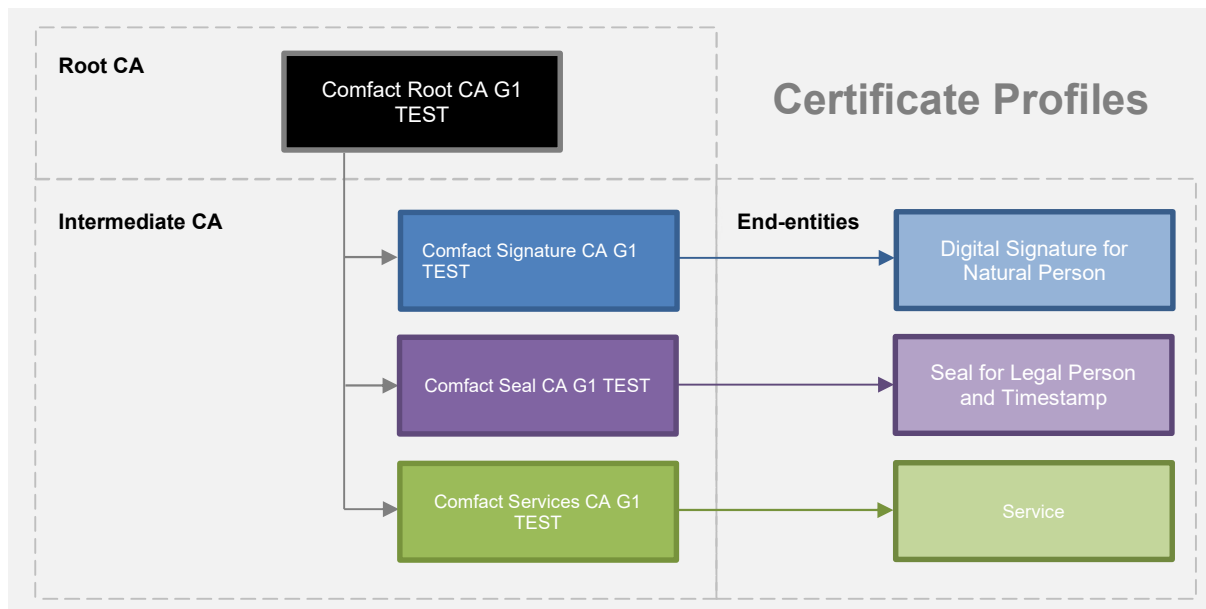 Root CA
Comfact Root CA G1
TEST
Certificate Profiles
Intermediate CA
Comfact Signature CA G1
TEST
End-entities
Digital Signature for
Natural Person
Comfact Seal CA G1 TEST
Seal for Legal Person
and Timestamp
Comfact Services CA G1
TEST
Service